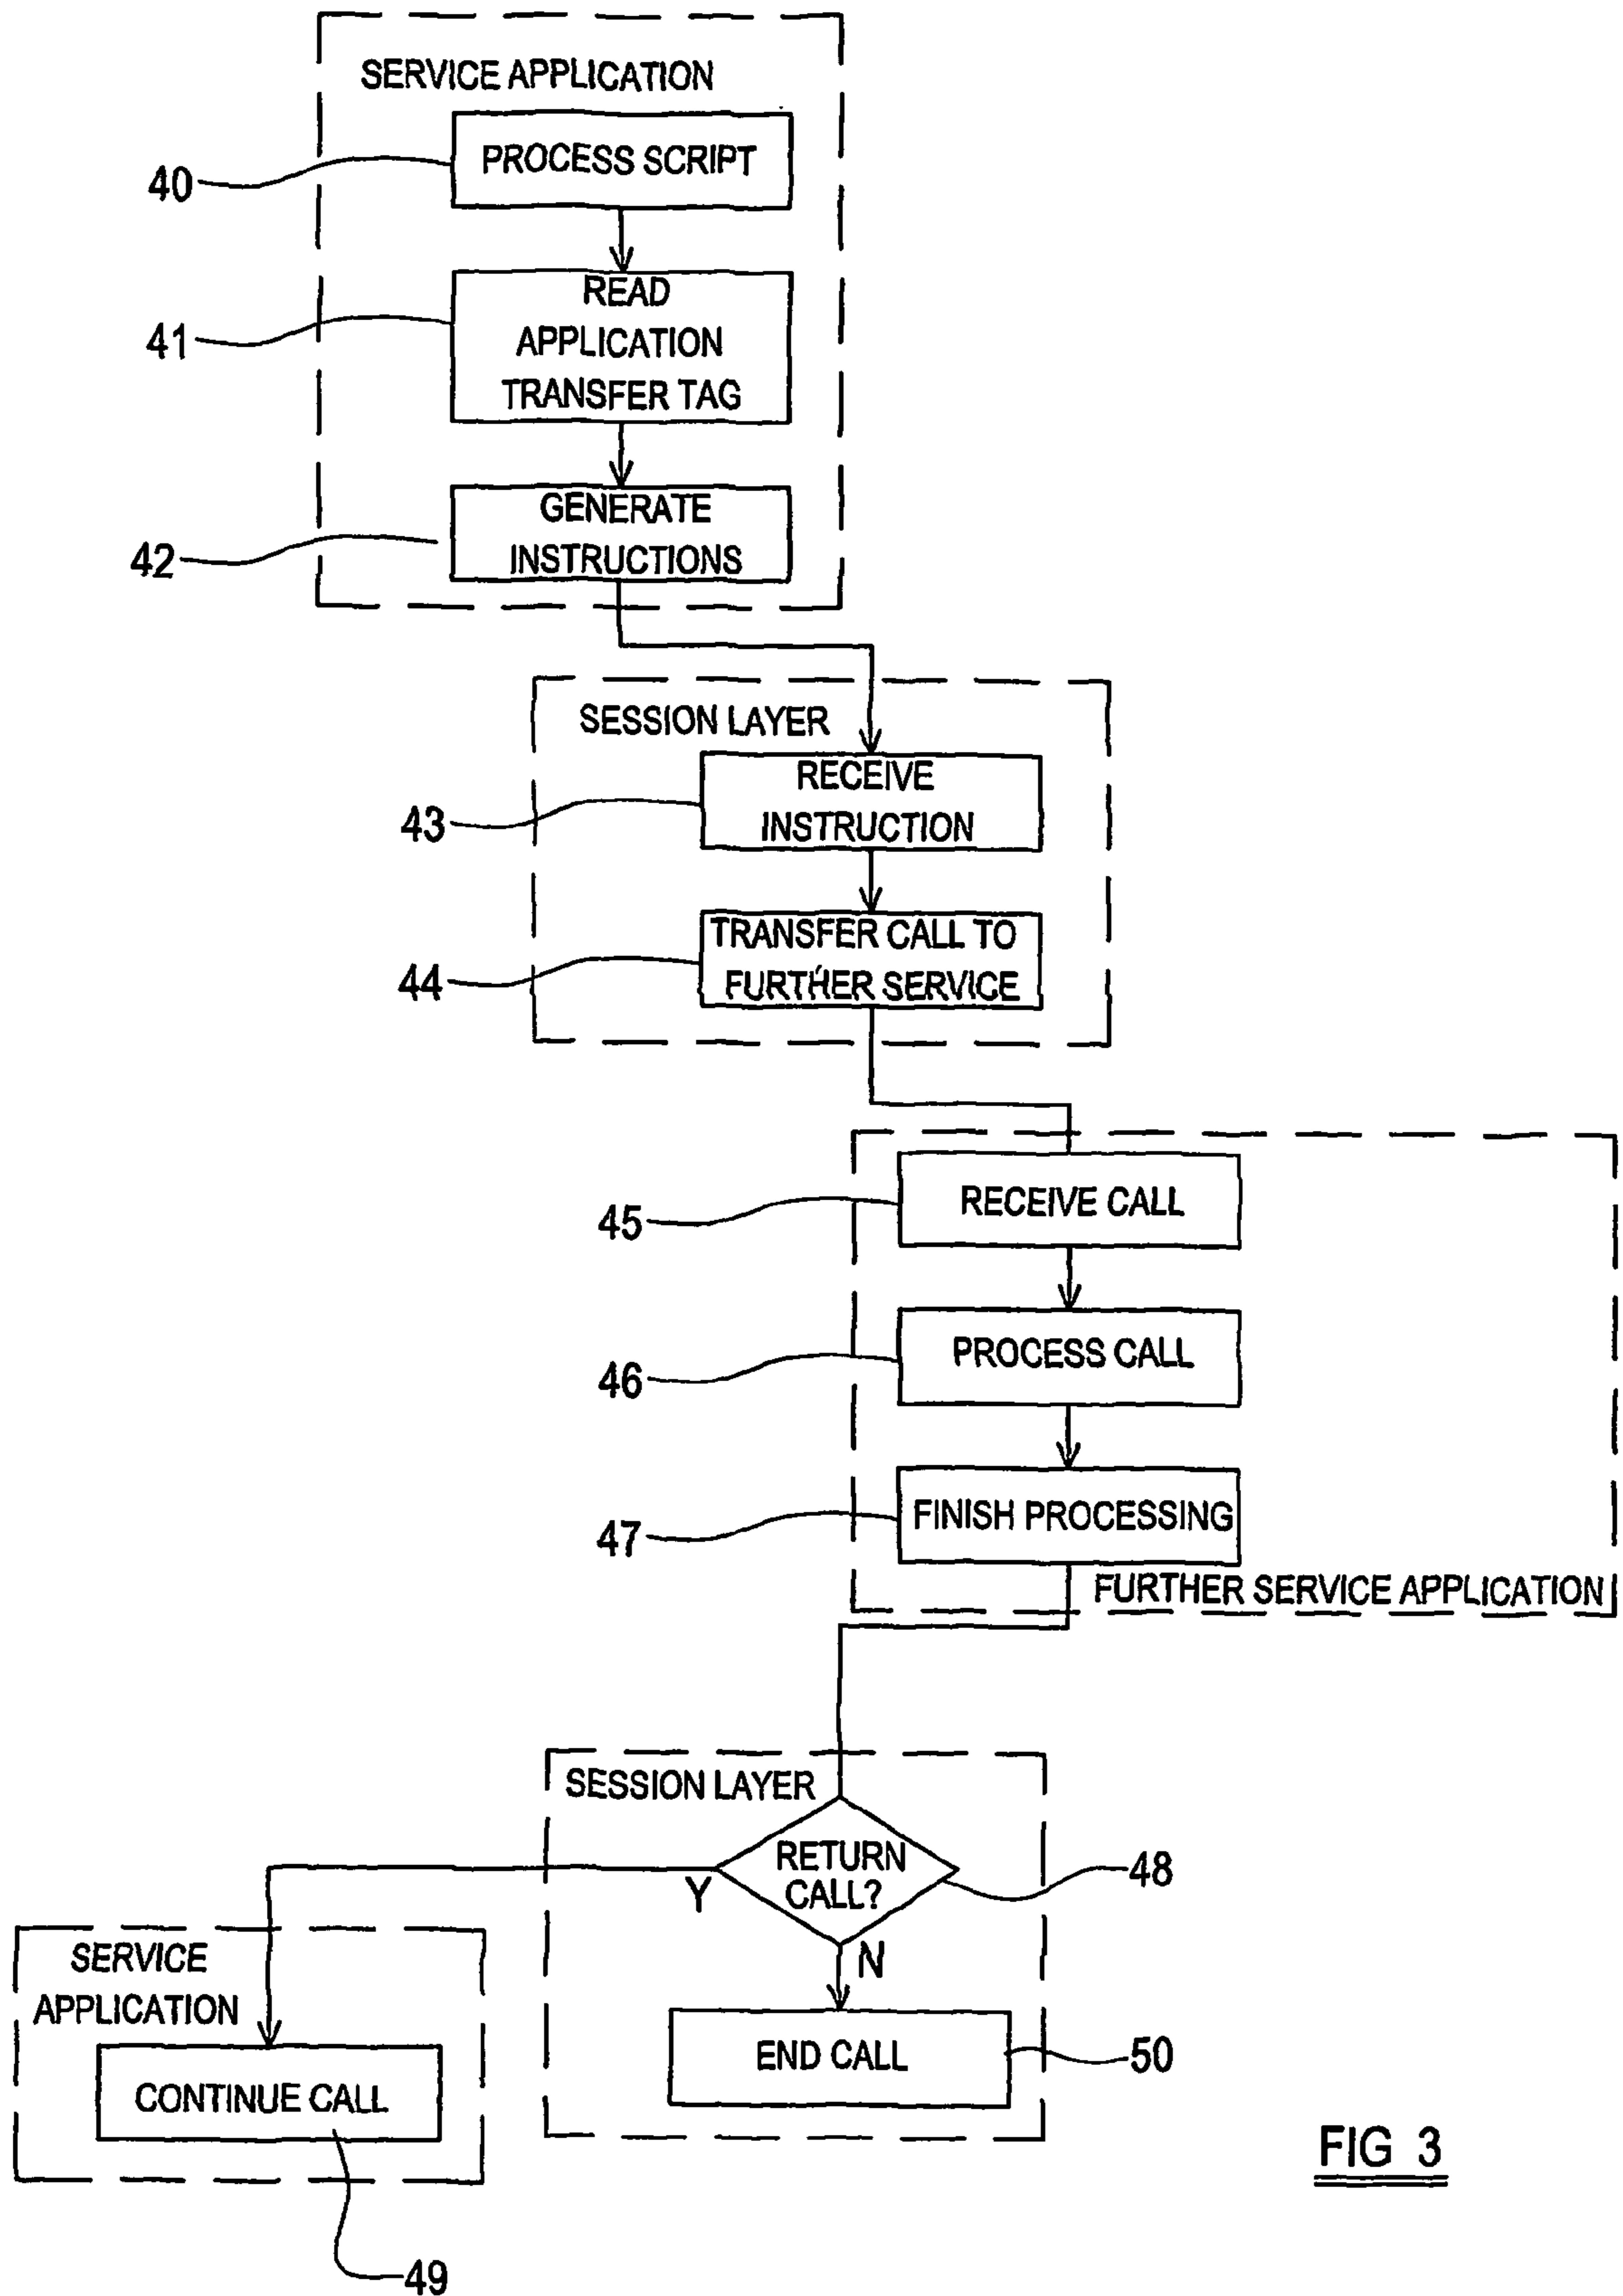 SERVICE APPLICATION
PROCESS SCRIPT
40
READ
APPLICATION
TRANSFER TAG
41
GENERATE
INSTRUCTIONS
42
SESSION LAYER
RECEIVE
INSTRUCTION
43
TRANSFER CALL TO
FURTHER SERVICE
44
RECEIVE CALL
45
PROCESS CALL
46
FINISH PROCESSING
47
FURTHER SERVICE APPLICATION
SESSION LAYER
RETURN
CALL?
48
Y
N
SERVICE
APPLICATION
END CALL
50
CONTINUE CALL
49
FIG 3